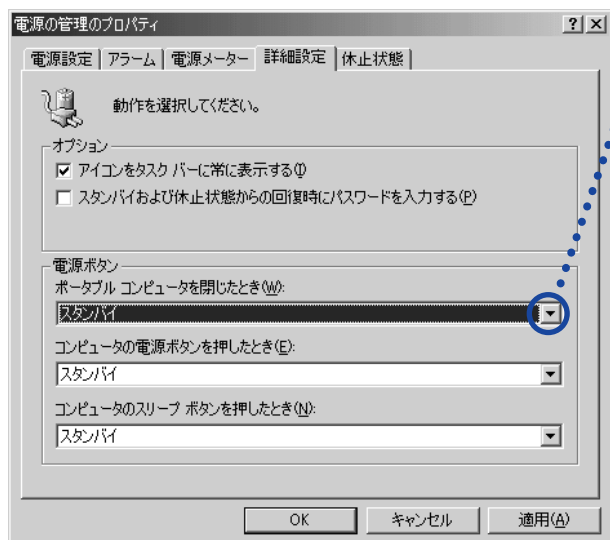 電源の管理のプロパティ
電源設定 アラーム 電源メーター 詳細設定 休止状態
動作を選択してください。
オプション
アイコンをタスク バーに常に表示する(I)
スタンバイおよび休止状態からの回復時にパスワードを入力する(P)
電源ボタン
ポータブル コンピュータを閉じたとき(W):
スタンバイ
コンピュータの電源ボタンを押したとき(E):
スタンバイ
コンピュータのスリープ ボタンを押したとき(N):
スタンバイ
OK キャンセル 適用(A)